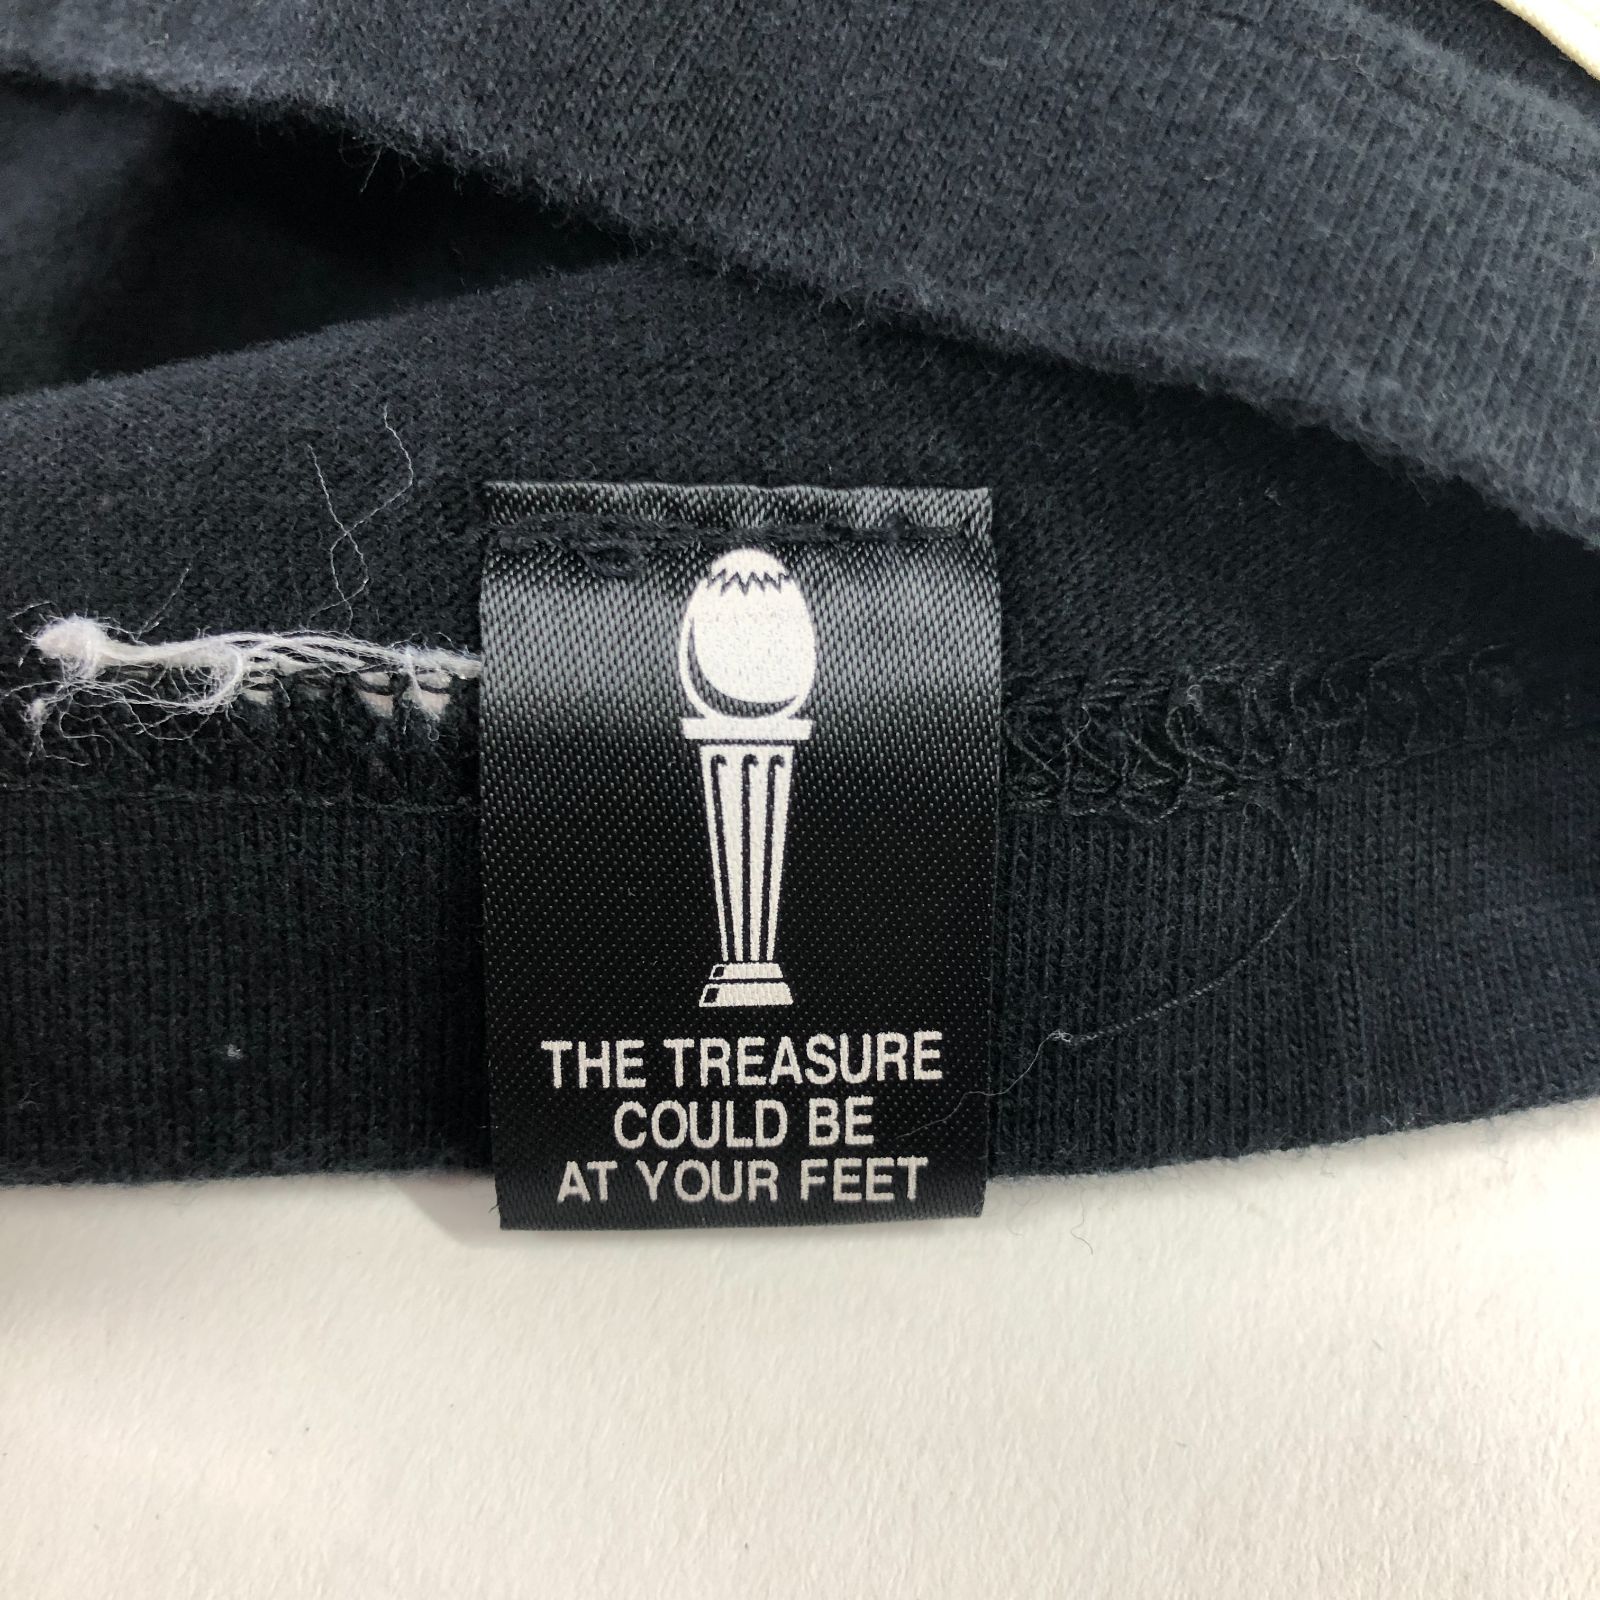 THE TREASURE
COULD BE
AT YOUR FEET